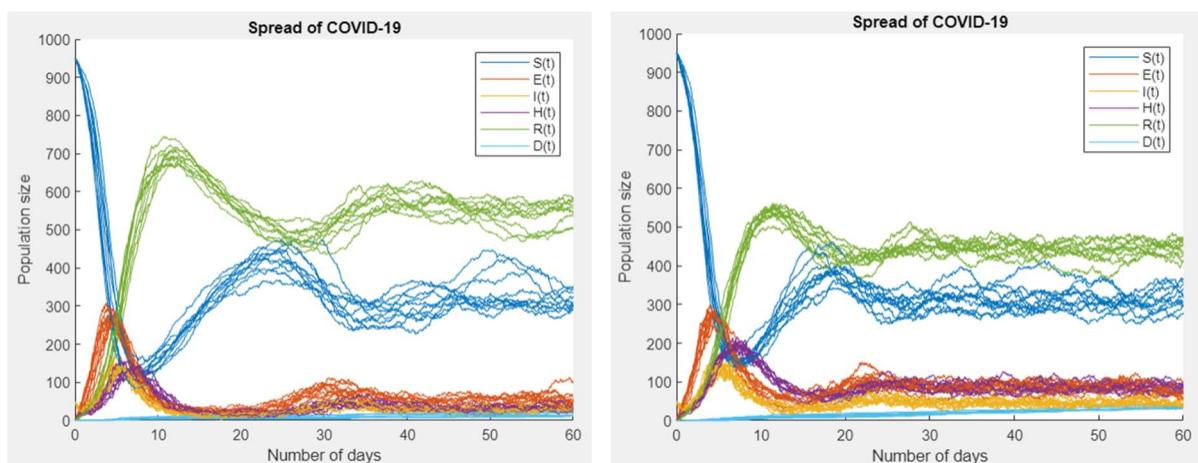 Spread of COVID-19
1000
900
800
700
600
500
400
300
200
100
0
Population size
S(t)
E(t)
I(t)
H(t)
R(t)
D(t)
0 10 20 30 40 50 60
Number of days
Spread of COVID-19
1000
900
800
700
600
500
400
300
200
100
0
Population size
S(t)
E(t)
I(t)
H(t)
R(t)
D(t)
0 10 20 30 40 50 60
Number of days